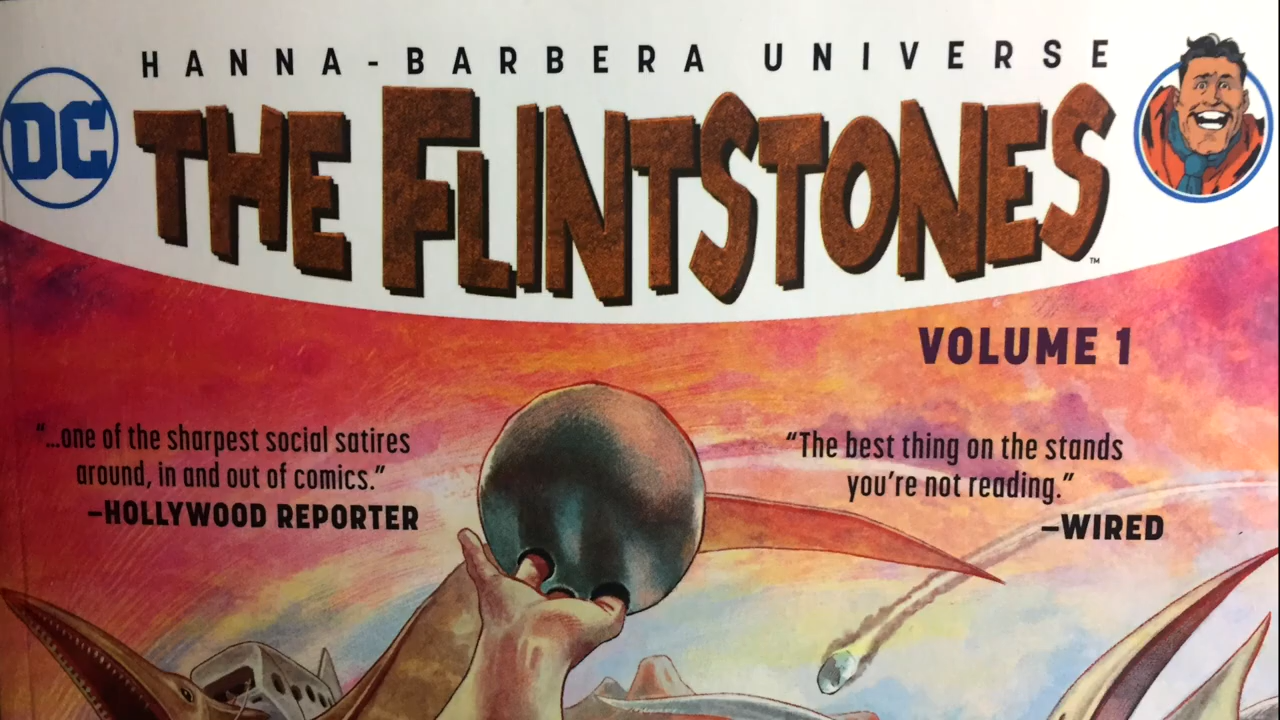 HANNA-BARBERA UNIVERSE
DC
THE FLINTSTONES
TM
VOLUME 1
“...one of the sharpest social satires
around, in and out of comics.”
–HOLLYWOOD REPORTER
“The best thing on the stands
you’re not reading.”
–WIRED